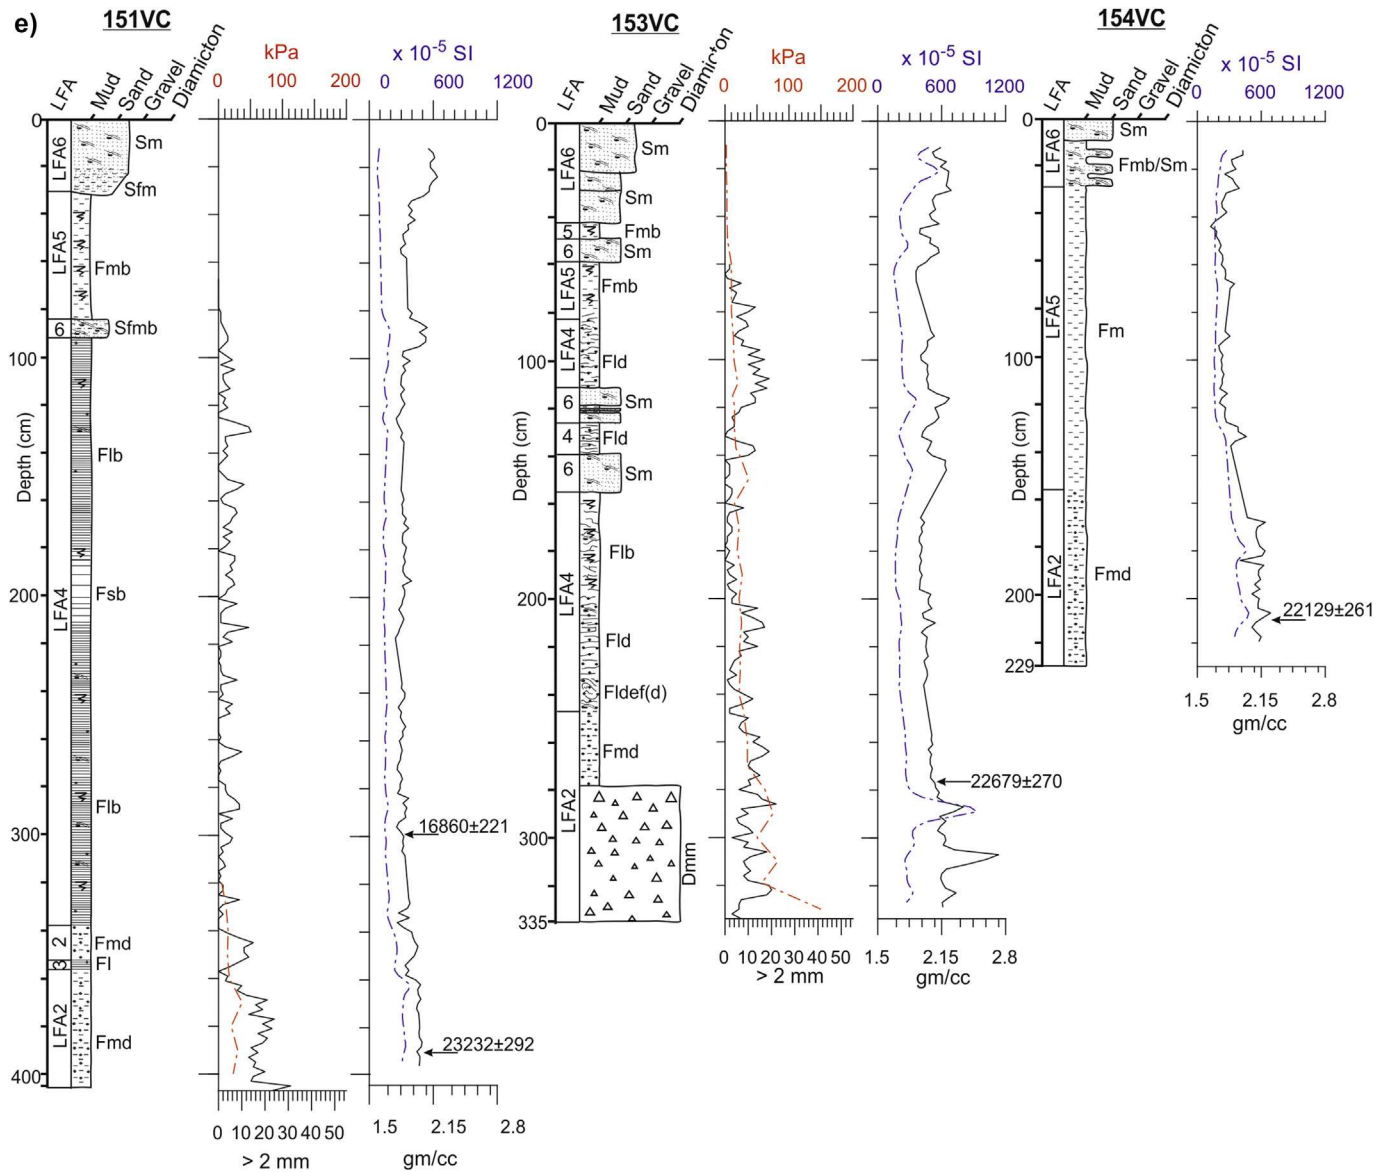 e)
151VC
LFA
Mud
Sand
Gravel
Diamicton
kPa
0 100 200
x 10-5 SI
0 600 1200
0
100
200
300
400
Depth (cm)
LFA6
LFA5
6
LFA4
2
3
LFA2
Sm
Sfm
Fmb
Sfmb
Flb
Fsb
Flb
Fmd
Fl
Fmd
16860±221
23232±292
0 10 20 30 40 50
> 2 mm
1.5 2.15 2.8
gm/cc
153VC
LFA
Mud
Sand
Gravel
Diamicton
kPa
0 100 200
x 10-5 SI
0 600 1200
0
100
200
300
335
Depth (cm)
LFA6
5
6
LFA5
LFA4
6
4
6
LFA4
LFA2
Sm
Sm
Fmb
Sm
Fmb
Fld
Sm
Fld
Sm
Flb
Fld
Fldef(d)
Fmd
Dmm
22679±270
0 10 20 30 40 50
> 2 mm
1.5 2.15 2.8
gm/cc
154VC
LFA
Mud
Sand
Gravel
Diamicton
x 10-5 SI
0 600 1200
0
100
200
229
Depth (cm)
LFA6
LFA5
LFA2
Sm
Fmb/Sm
Fm
Fmd
22129±261
1.5 2.15 2.8
gm/cc